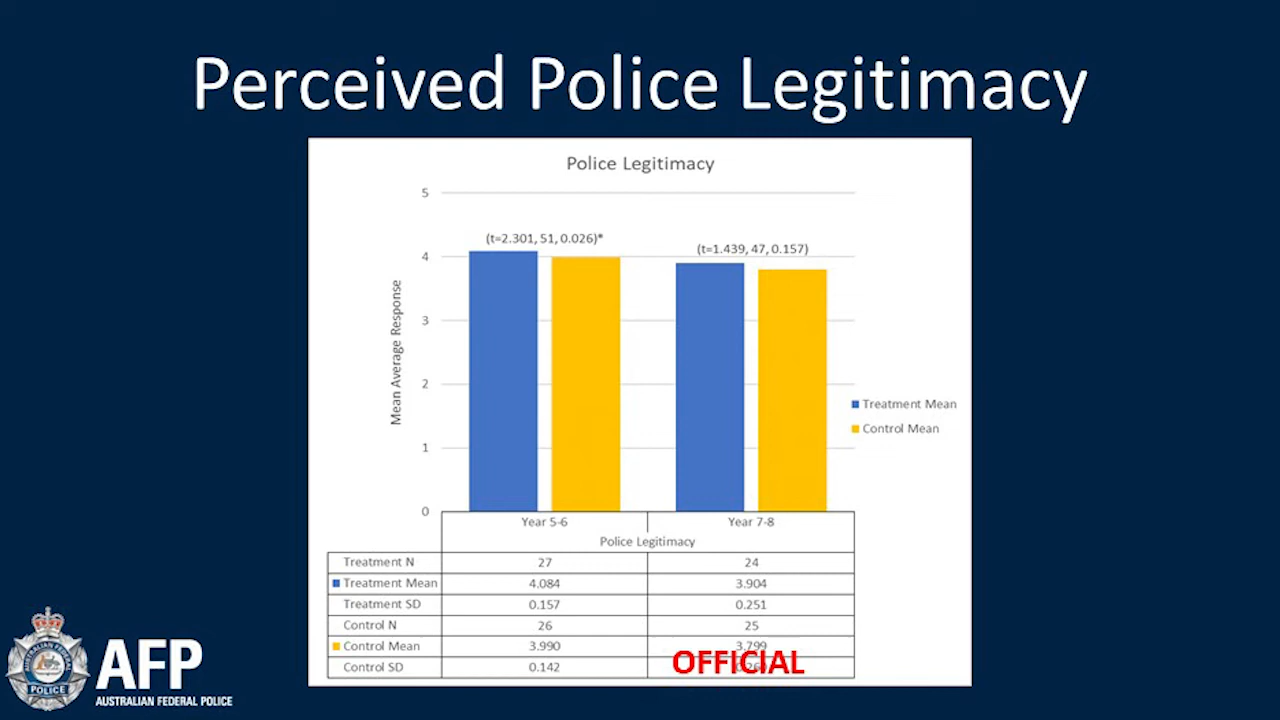 Perceived Police Legitimacy
Police Legitimacy
5
(t=2.301, 51, 0.026)*
(t=1.439, 47, 0.157)
4
3
2
1
0
Mean Average Response
Treatment Mean
Control Mean
Year 5-6 Year 7-8
Police Legitimacy
Treatment N 27 24
Treatment Mean 4.084 3.904
Treatment SD 0.157 0.251
Control N 26 25
Control Mean 3.990 3.799
Control SD 0.142
OFFICIAL
POLICE
AFP
AUSTRALIAN FEDERAL POLICE